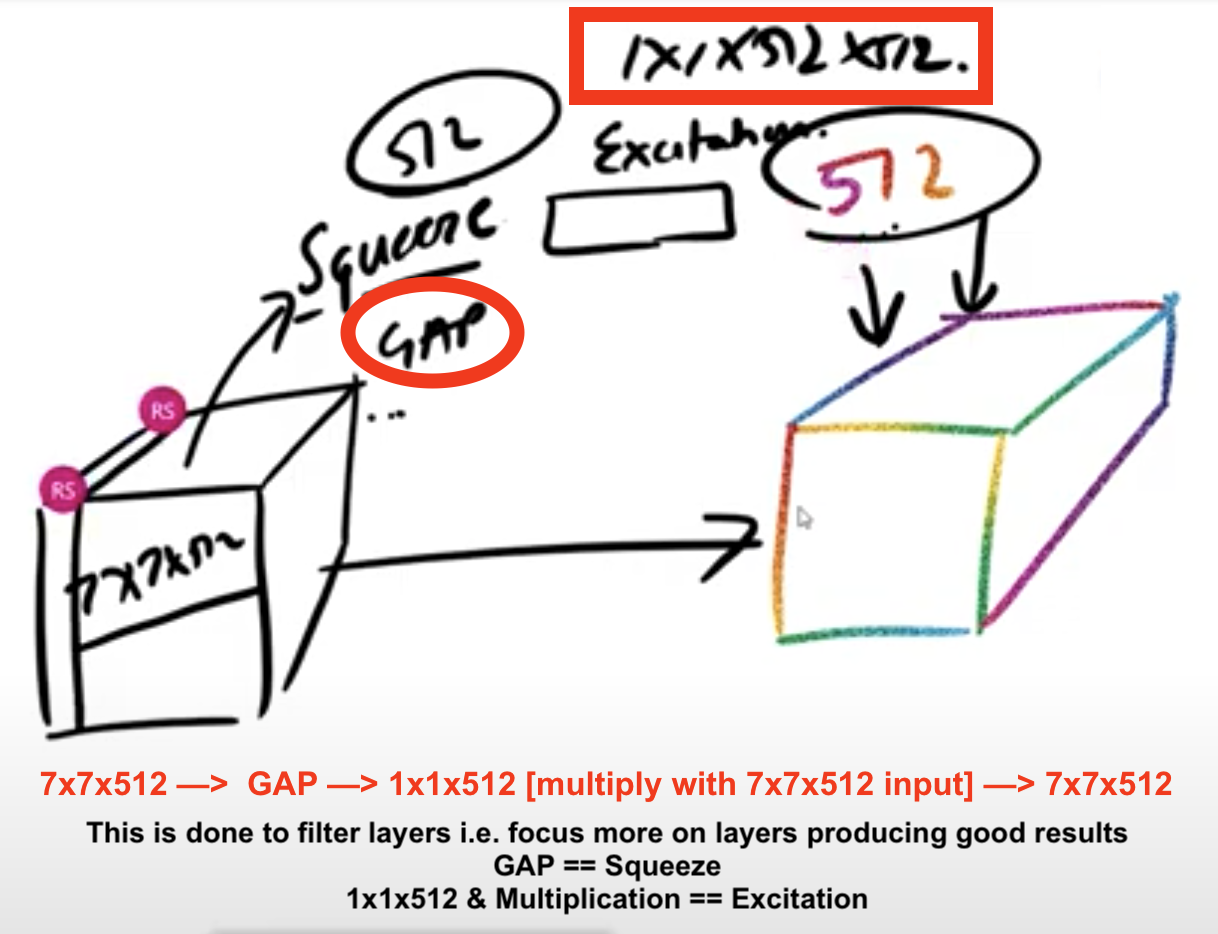 1x1x512x512.
512
Excitation.
512
Squeeze
GAP
RS
...
RS
7x7x512
7x7x512 —> GAP —> 1x1x512 [multiply with 7x7x512 input] —> 7x7x512
This is done to filter layers i.e. focus more on layers producing good results
GAP == Squeeze
1x1x512 & Multiplication == Excitation